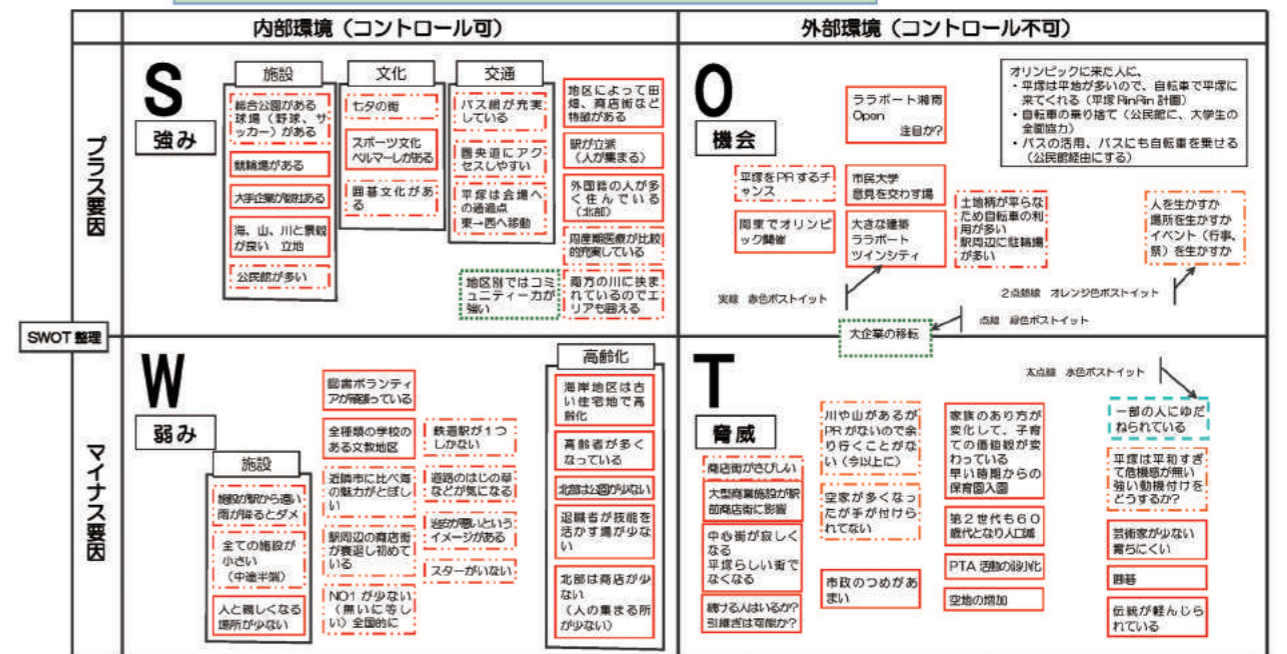 内部環境（コントロール可）
外部環境（コントロール不可）
SWOT 整理
プラス要因
マイナス要因
S
強み
施設
総合公園がある
球場（野球、サ
ッカー）がある
競輪場がある
大手企業が数社ある
海、山、川と景観
が良い 立地
公民館が多い
文化
七夕の街
スポーツ文化
ベルマーレがある
囲碁文化があ
る
交通
バス網が充実
している
圏央道にアク
セスしやすい
平塚は会場へ
の通過点
東→西へ移動
地区によって田
畑、商店街など
特徴がある
駅が立派
（人が集まる）
外国籍の人が多
く住んでいる
（北部）
周産期医療が比較
的充実している
地区別ではコミ
ュニティー力が
強い
両方の川に挟ま
れているのでエ
リアも囲える
O
機会
ララポート湘南
Open
注目か？
平塚をPRするチ
ャンス
市民大学
意見を交わす場
関東でオリンピ
ック開催
大きな建築
ララポート
ツインシティ
土地柄が平らな
ため自転車の利
用が多い
駅周辺に駐輪場
が多い
オリンピックに来た人に、
・平塚は平地が多いので、自転車で平塚に
来てくれる（平塚 RinRin 計画）
・自転車の乗り捨て（公民館に、大学生の
全面協力）
・バスの活用、バスにも自転車を乗せる
（公民館経由にする）
人を生かすか
場所を生かすか
イベント（行事、
祭）を生かすか
実線 赤色ポストイット
2点鎖線 オレンジ色ポストイット
点線 緑色ポストイット
大企業の移転
太点線 水色ポストイット
W
弱み
施設
施設が駅から遠い
雨が降るとダメ
全ての施設が
小さい
（中途半端）
人と親しくなる
場所が少ない
図書ボランティ
アが頑張っている
全種類の学校の
ある文教地区
近隣市に比べ海
の魅力がとぼし
い
駅周辺の商店街
が衰退し初めて
いる
NO1 が少ない
（無いに等し
い）全国的に
鉄道駅が１つ
しかない
道路のはじの草
などが気になる
治安が悪いという
イメージがある
スターがいない
高齢化
海岸地区は古
い住宅地で高
齢化
高齢者が多く
なっている
北部は公園が少ない
退職者が技能を
活かす場が少な
い
北部は商店が少
ない
（人の集まる所
が少ない）
T
脅威
商店街がさびしい
大型商業施設が駅
前商店街に影響
中心街が寂しく
なる
平塚らしい街で
なくなる
続ける人はいるか？
引継ぎは可能か？
川や山があるが
PRがないので余
り行くことがな
い（今以上に）
空家が多くなっ
たが手が付けら
れてない
市政のつめがあ
まい
家族のあり方が
変化して、子育
ての価値観が変
わっている
早い時期からの
保育園入園
第２世代も６０
歳代となり人口減
PTA 活動の弱小化
空地の増加
一部の人にゆだ
ねられている
平塚は平和すぎ
て危機感が無い
強い動機付けを
どうするか？
芸術家が少ない
育ちにくい
囲碁
伝統が軽んじら
れている